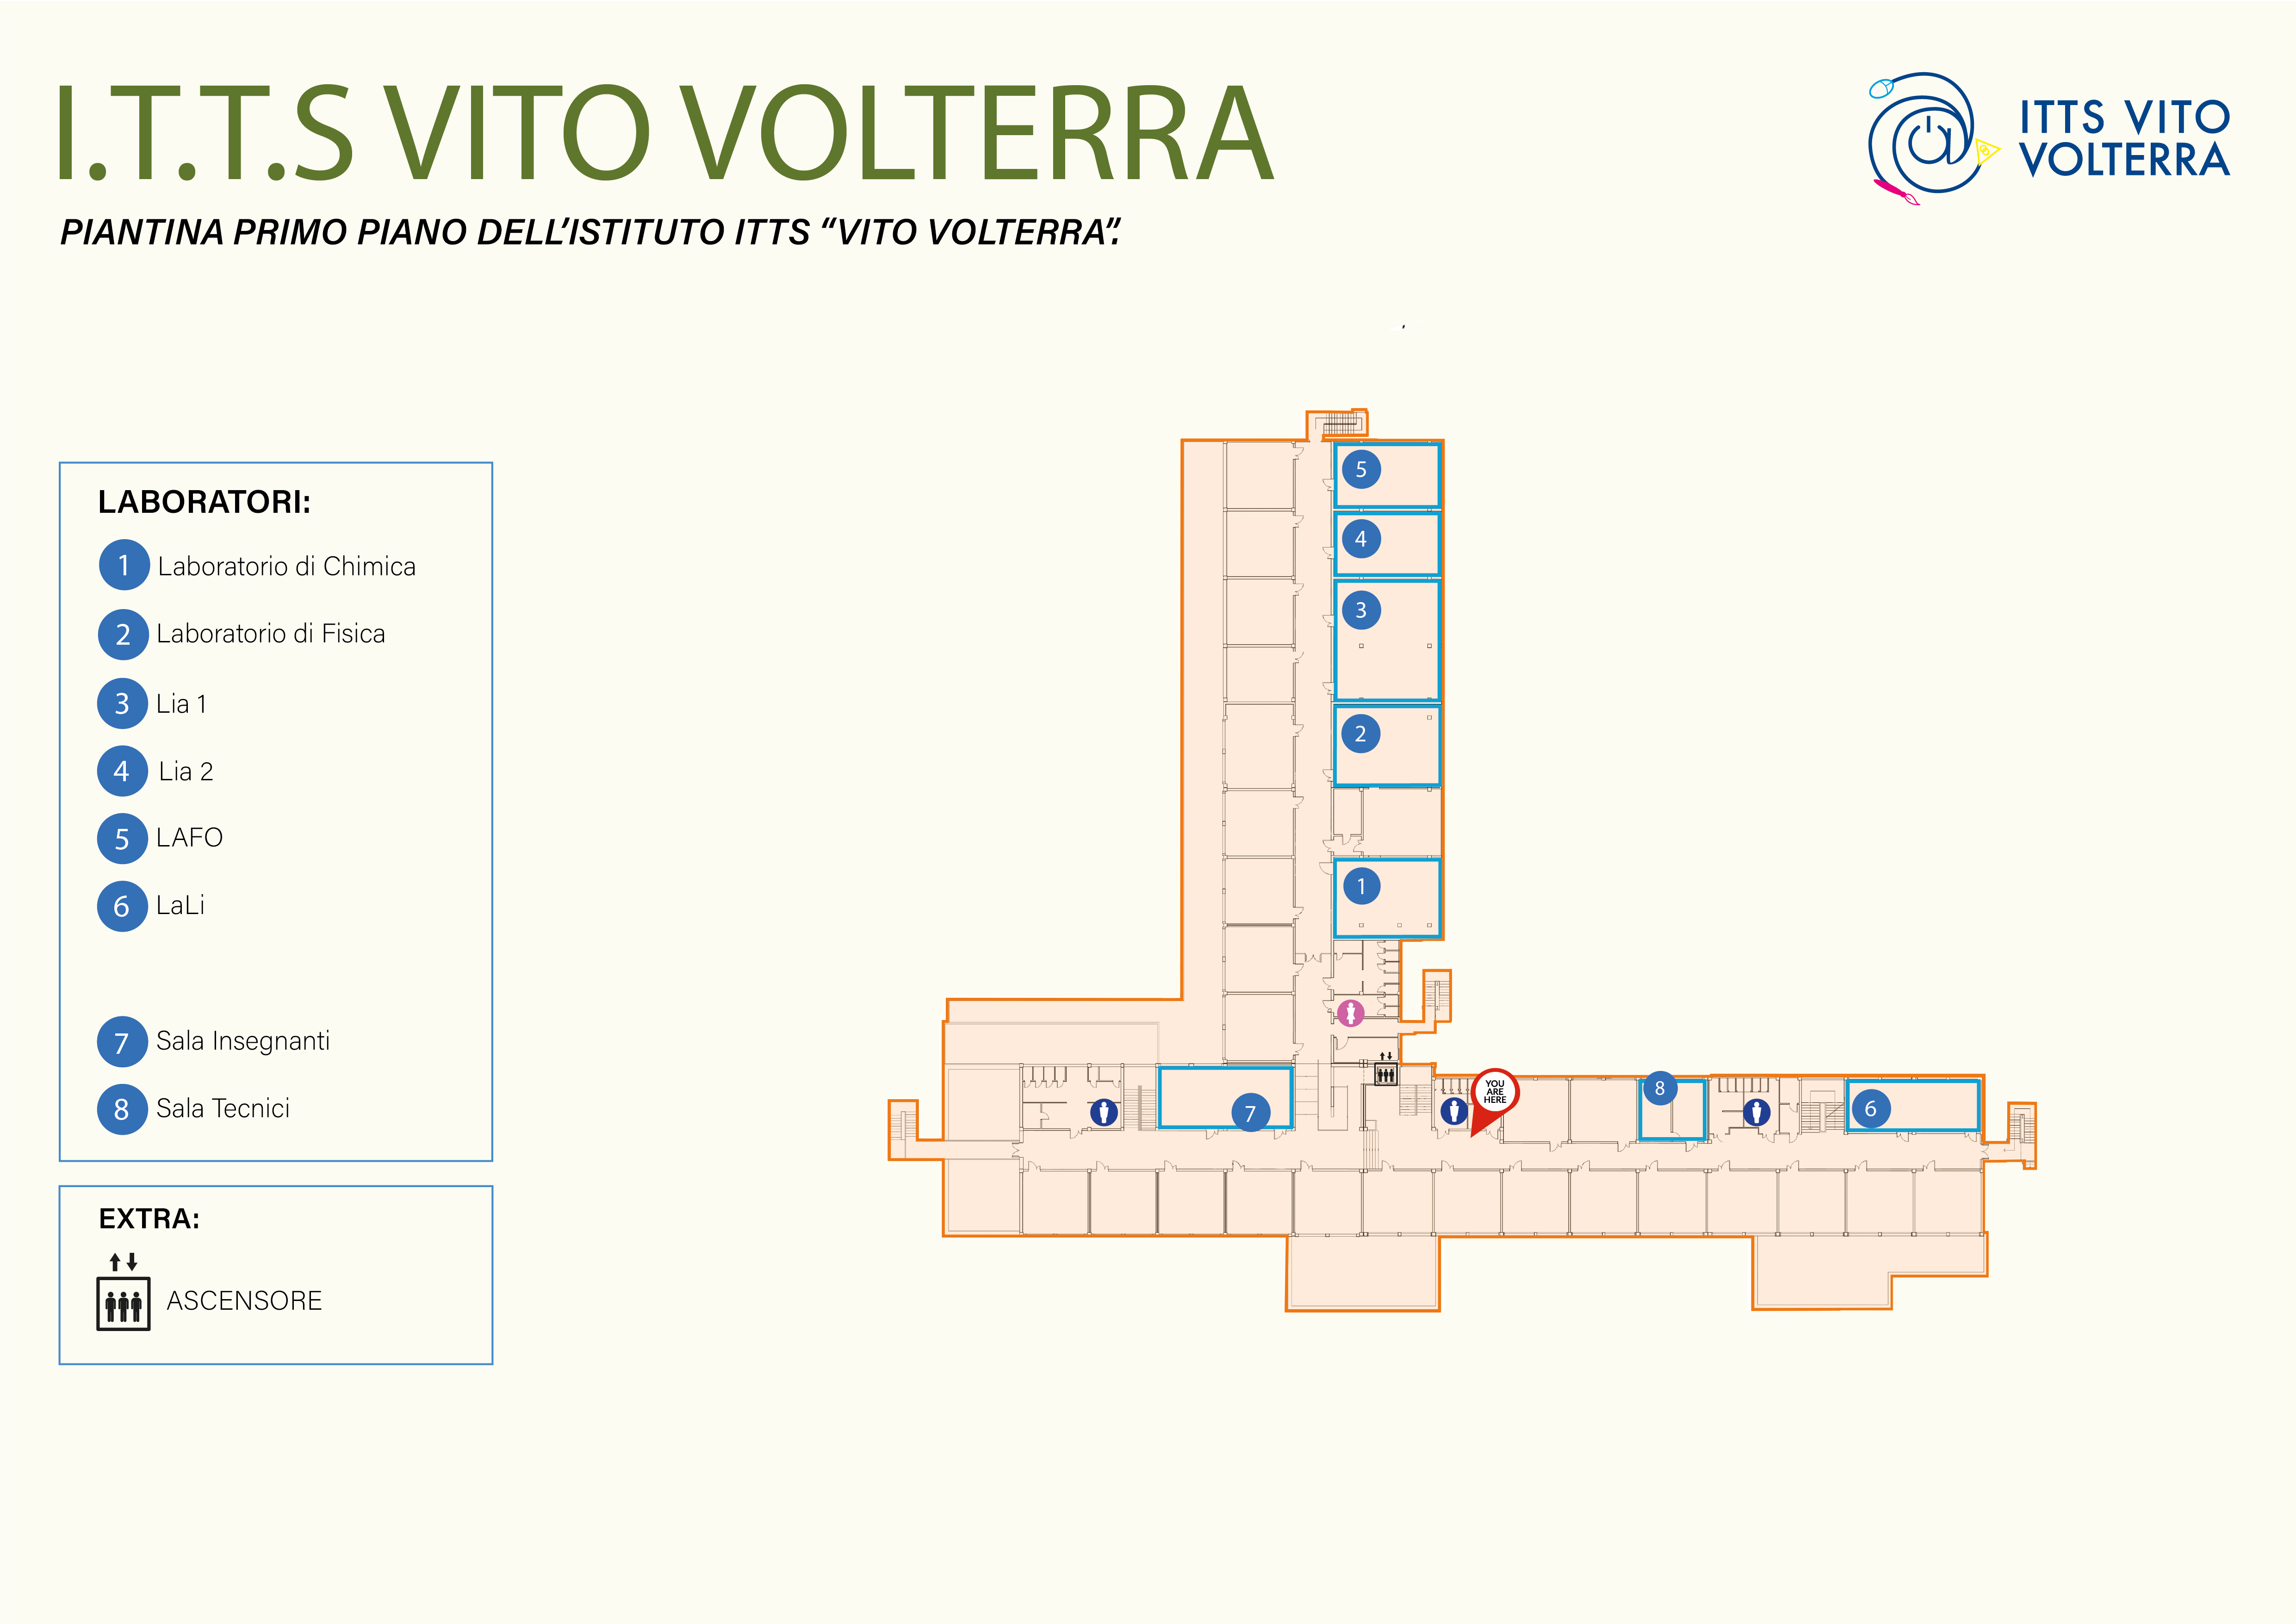 I.T.T.S VITO VOLTERRA
PIANTINA PRIMO PIANO DELL’ISTITUTO ITTS “VITO VOLTERRA”.
ITTS VITO
VOLTERRA
LABORATORI:
1 Laboratorio di Chimica
2 Laboratorio di Fisica
3 Lia 1
4 Lia 2
5 LAFO
6 LaLi
7 Sala Insegnanti
8 Sala Tecnici
EXTRA:
ASCENSORE
5
4
3
2
1
YOU
ARE
HERE
8
7
6